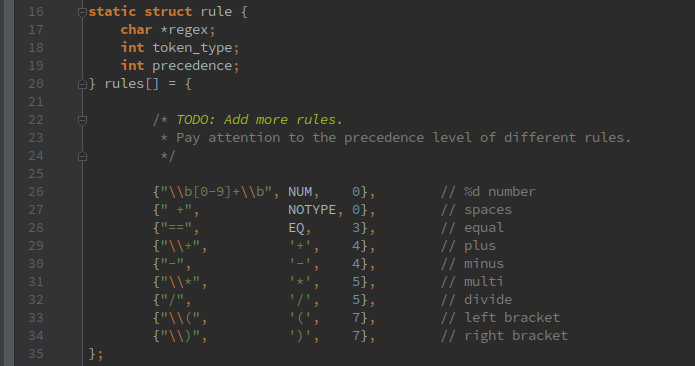 16 static struct rule {
17     char *regex;
18     int token_type;
19     int precedence;
20 } rules[] = {
21
22         /* TODO: Add more rules.
23          * Pay attention to the precedence level of different rules.
24          */
25
26         {"\\b[0-9]+\\b", NUM,    0},        // %d number
27         {" +",           NOTYPE, 0},        // spaces
28         {"==",           EQ,     3},        // equal
29         {"\\+",          '+',    4},        // plus
30         {"-",            '-',    4},        // minus
31         {"\\*",          '*',    5},        // multi
32         {"/",            '/',    5},        // divide
33         {"\\(",          '(',    7},        // left bracket
34         {"\\)",          ')',    7},        // right bracket
35 };